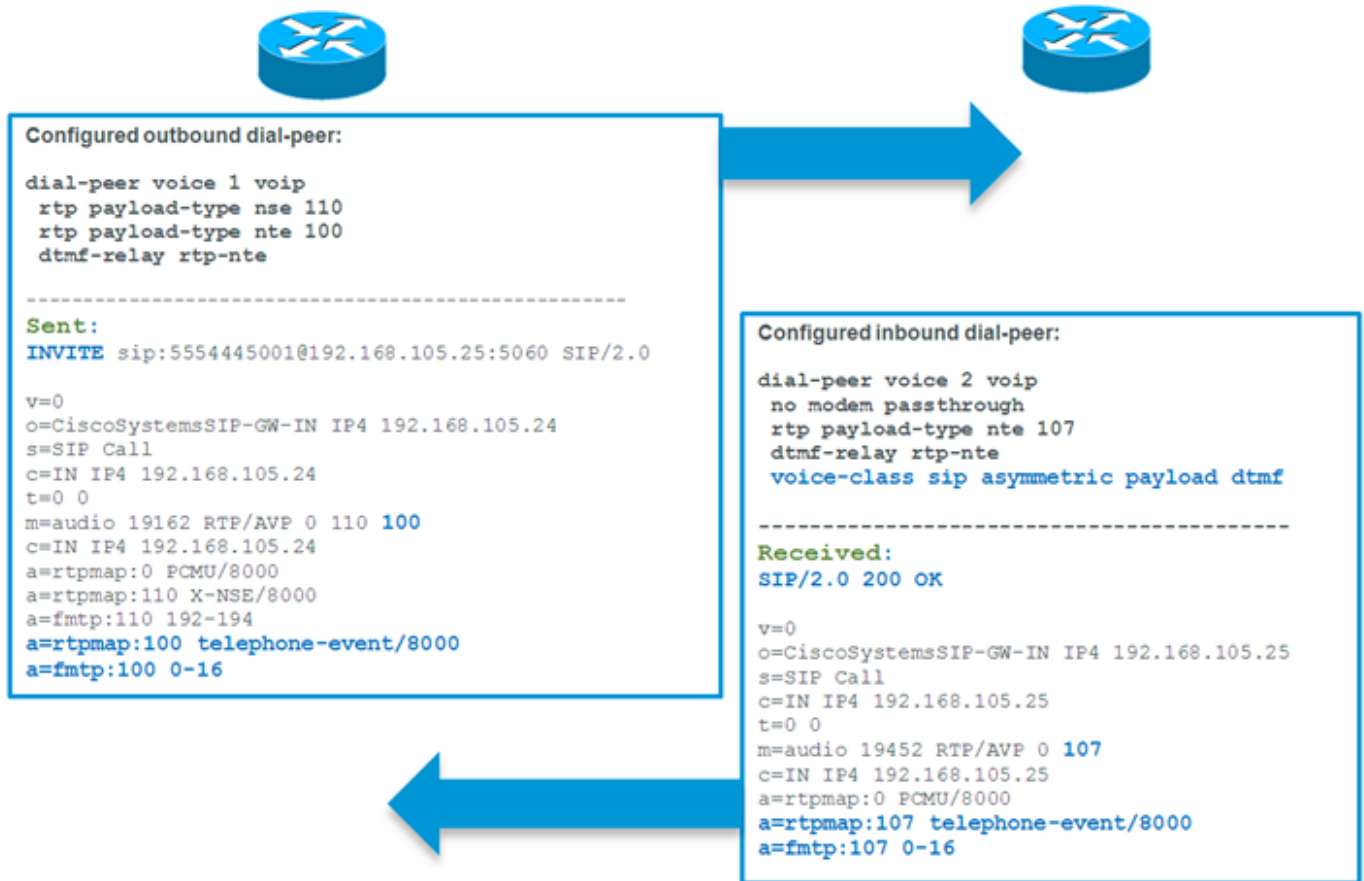 Configured outbound dial-peer:
dial-peer voice 1 voip
rtp payload-type nse 110
rtp payload-type nte 100
dtmf-relay rtp-nte
----------------------------------------------------
Sent:
INVITE sip:5554445001@192.168.105.25:5060 SIP/2.0
v=0
o=CiscoSystemsSIP-GW-IN IP4 192.168.105.24
s=SIP Call
c=IN IP4 192.168.105.24
t=0 0
m=audio 19162 RTP/AVP 0 110 100
c=IN IP4 192.168.105.24
a=rtpmap:0 PCMU/8000
a=rtpmap:110 X-NSE/8000
a=fmtp:110 192-194
a=rtpmap:100 telephone-event/8000
a=fmtp:100 0-16
Configured inbound dial-peer:
dial-peer voice 2 voip
no modem passthrough
rtp payload-type nte 107
dtmf-relay rtp-nte
voice-class sip asymmetric payload dtmf
------------------------------------------
Received:
SIP/2.0 200 OK
v=0
o=CiscoSystemsSIP-GW-IN IP4 192.168.105.25
s=SIP Call
c=IN IP4 192.168.105.25
t=0 0
m=audio 19452 RTP/AVP 0 107
c=IN IP4 192.168.105.25
a=rtpmap:0 PCMU/8000
a=rtpmap:107 telephone-event/8000
a=fmtp:107 0-16